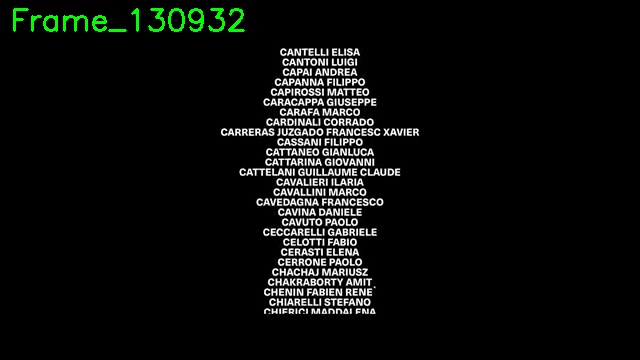 Frame_130932
CANTELLI ELISA
CANTONI LUIGI
CAPAI ANDREA
CAPANNA FILIPPO
CAPIROSSI MATTEO
CARACAPPA GIUSEPPE
CARAFA MARCO
CARDINALI CORRADO
CARRERAS JUZGADO FRANCESC XAVIER
CASSANI FILIPPO
CATTANEO GIANLUCA
CATTARINA GIOVANNI
CATTELANI GUILLAUME CLAUDE
CAVALIERI ILARIA
CAVALLINI MARCO
CAVEDAGNA FRANCESCO
CAVINA DANIELE
CAVUTO PAOLO
CECCARELLI GABRIELE
CELOTTI FABIO
CERASTI ELENA
CERRONE PAOLO
CHACHAJ MARIUSZ
CHAKRABORTY AMIT
CHENIN FABIEN RENE'
CHIARELLI STEFANO
CHIERICI MADDALENA